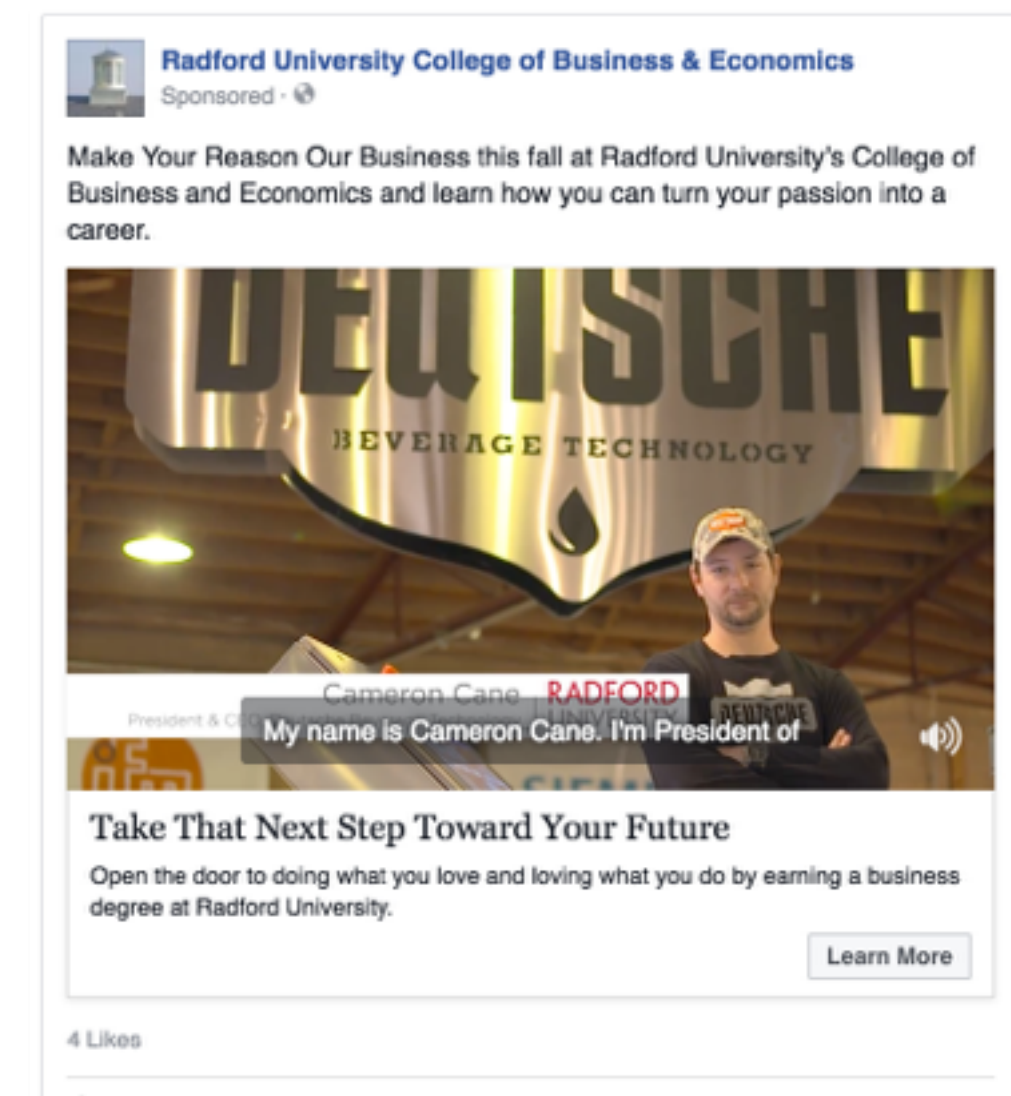 Radford University College of Business & Economics
Sponsored ·
Make Your Reason Our Business this fall at Radford University's College of
Business and Economics and learn how you can turn your passion into a
career.
DEUTSCHE
BEVERAGE TECHNOLOGY
Cameron Cane
RADFORD
UNIVERSITY
President & CEO
DEUTSCHE
My name is Cameron Cane. I'm President of
Take That Next Step Toward Your Future
Open the door to doing what you love and loving what you do by earning a business
degree at Radford University.
Learn More
4 Likes